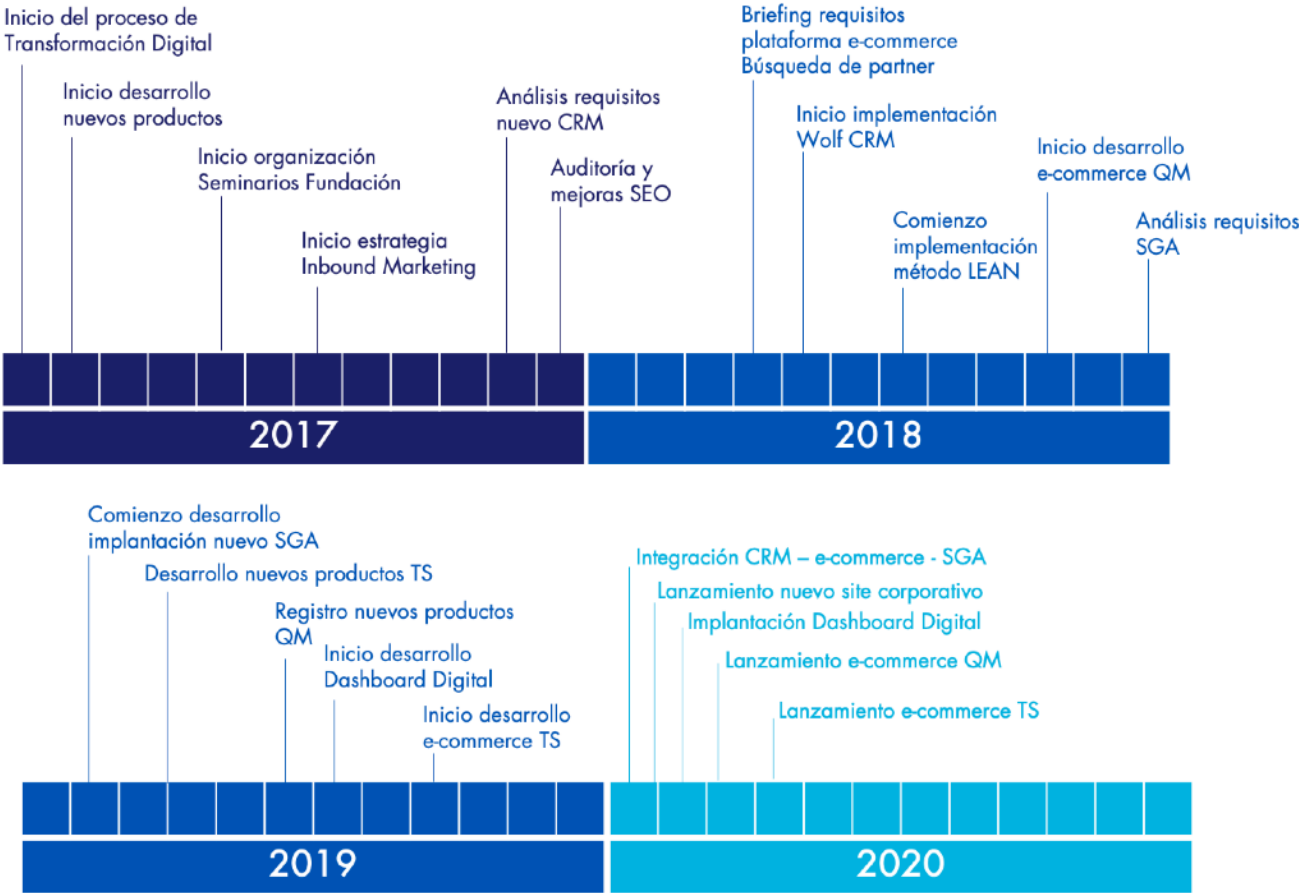 Inicio del proceso de
Transformación Digital
Inicio desarrollo
nuevos productos
Inicio organización
Seminarios Fundación
Inicio estrategia
Inbound Marketing
Análisis requisitos
nuevo CRM
Auditoría y
mejoras SEO
Briefing requisitos
plataforma e-commerce
Búsqueda de partner
Inicio implementación
Wolf CRM
Comienzo
implementación
método LEAN
Inicio desarrollo
e-commerce QM
Análisis requisitos
SGA
2017
2018
Comienzo desarrollo
implantación nuevo SGA
Desarrollo nuevos productos TS
Registro nuevos productos
QM
Inicio desarrollo
Dashboard Digital
Inicio desarrollo
e-commerce TS
Integración CRM – e-commerce - SGA
Lanzamiento nuevo site corporativo
Implantación Dashboard Digital
Lanzamiento e-commerce QM
Lanzamiento e-commerce TS
2019
2020